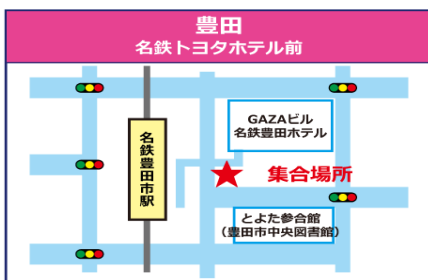 豊田
名鉄トヨタホテル前
GAZAビル
名鉄豊田ホテル
名鉄豊田市駅
集合場所
とよた参合館
(豊田市中央図書館)